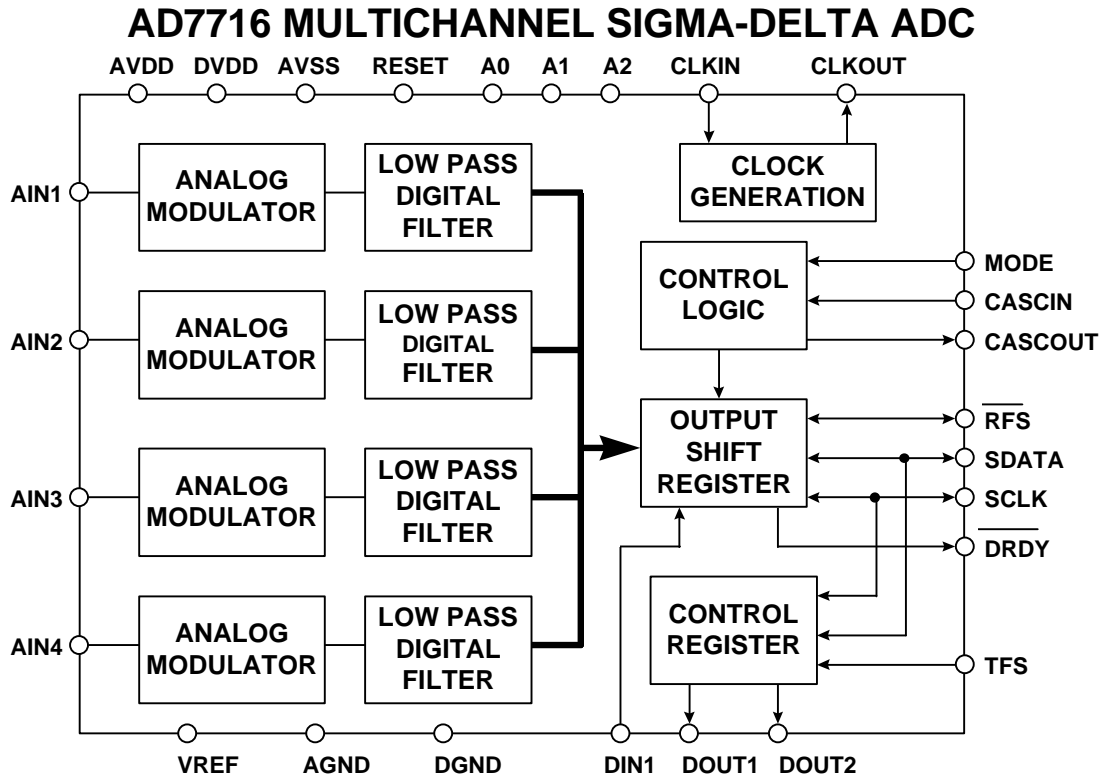 AD7716 MULTICHANNEL SIGMA-DELTA ADC
AVDD DVDD AVSS RESET A0 A1 A2 CLKIN CLKOUT
AIN1
ANALOG
MODULATOR
LOW PASS
DIGITAL
FILTER
CLOCK
GENERATION
AIN2
ANALOG
MODULATOR
LOW PASS
DIGITAL
FILTER
CONTROL
LOGIC
MODE
CASCIN
CASCOUT
AIN3
ANALOG
MODULATOR
LOW PASS
DIGITAL
FILTER
OUTPUT
SHIFT
REGISTER
RFS
SDATA
SCLK
DRDY
AIN4
ANALOG
MODULATOR
LOW PASS
DIGITAL
FILTER
CONTROL
REGISTER
TFS
VREF AGND DGND DIN1 DOUT1 DOUT2